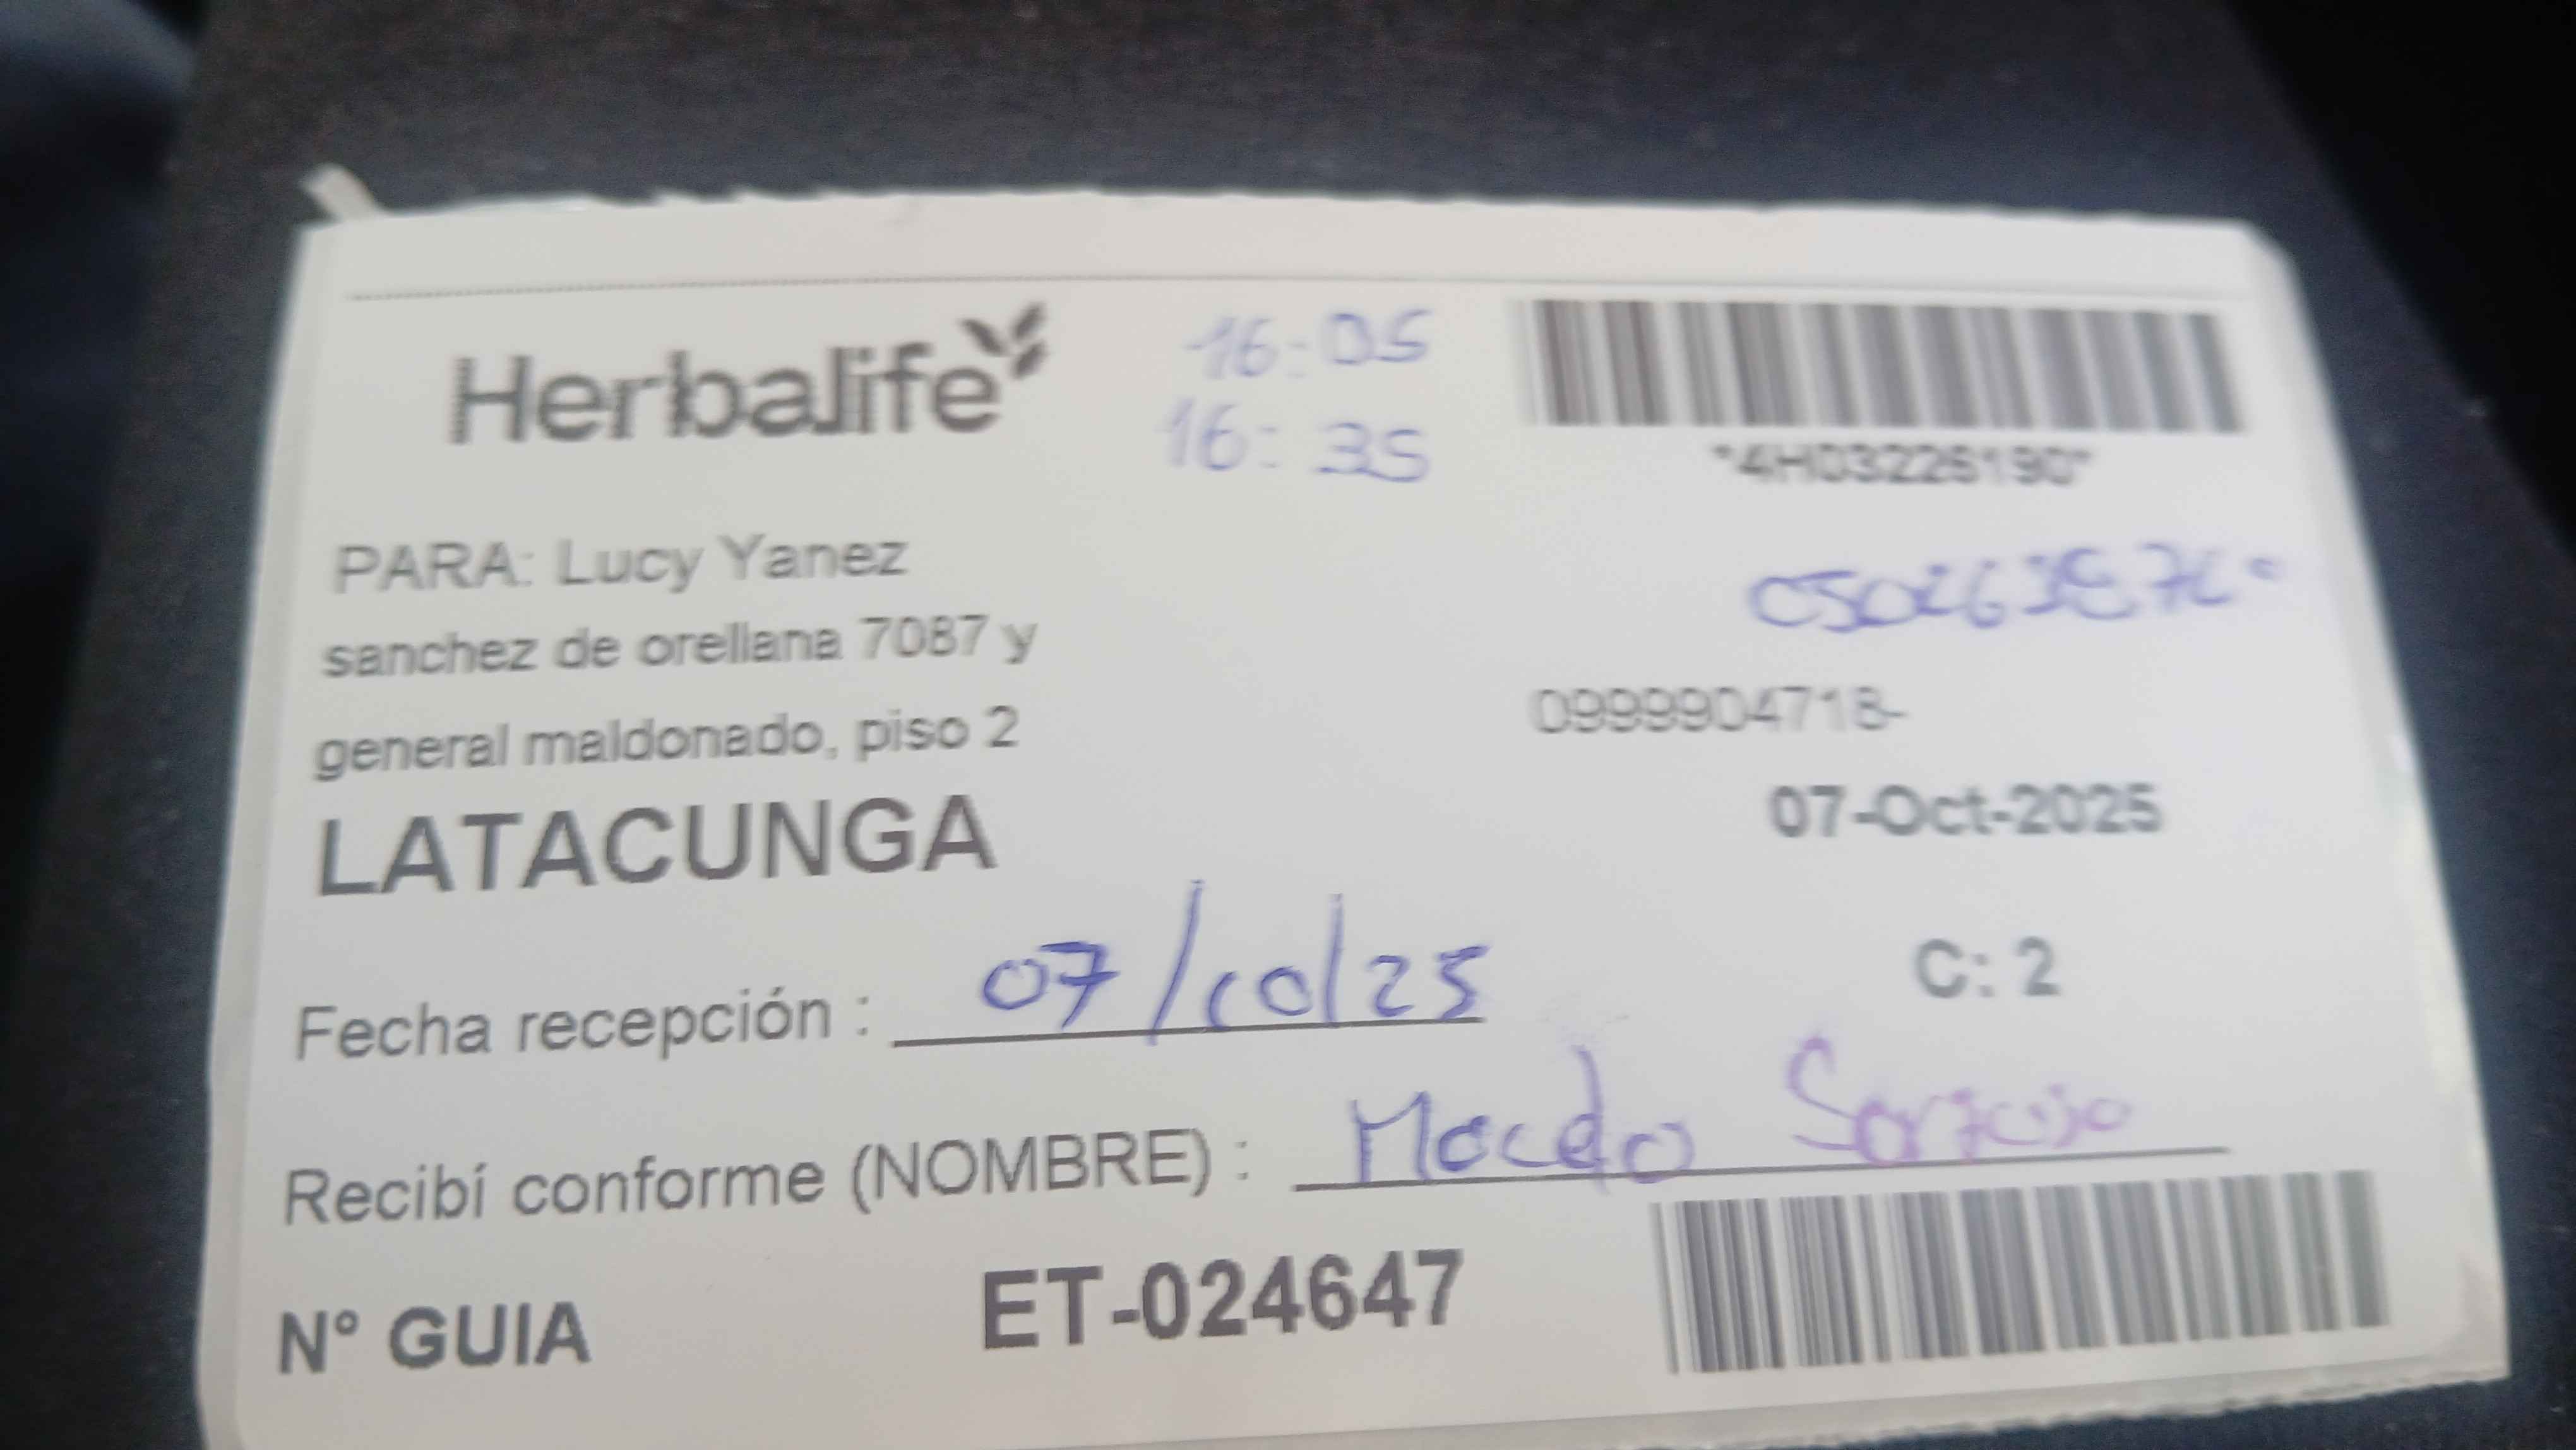 Herbalife
16:05
16:35
*4H03226190*
PARA: Lucy Yanez
sanchez de orellana 7087 y
0999904718-
general maldonado, piso 2
07-Oct-2025
LATACUNGA
C: 2
Fecha recepción : 07/10/25
Recibí conforme (NOMBRE) :
N° GUIA ET-024647